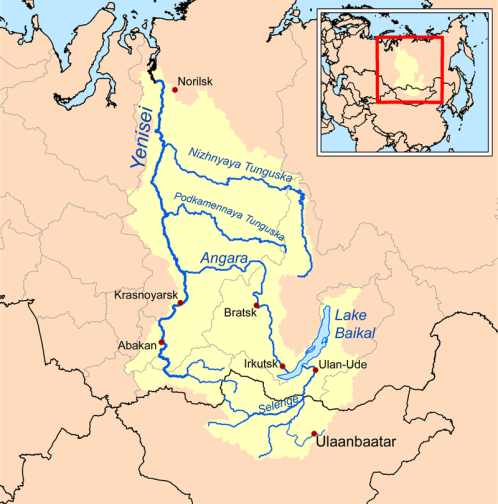 Norilsk
Yenisei
Nizhnyaya Tunguska
Podkamennaya Tunguska
Angara
Krasnoyarsk
Bratsk
Lake
Baikal
Abakan
Irkutsk
Ulan-Ude
Selenge
Ulaanbaatar